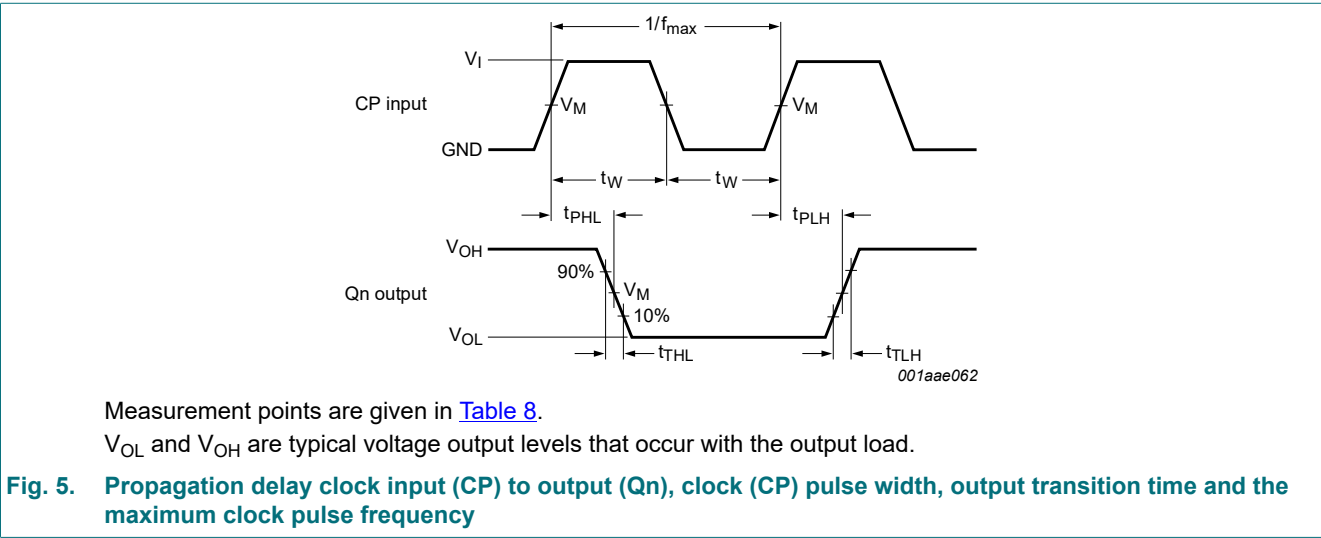 1/fmax
VI
CP input
VM
VM
GND
tW
tW
tPHL
tPLH
VOH
90%
Qn output
VM
10%
VOL
tTHL
tTLH
001aae062
Measurement points are given in Table 8.
VOL and VOH are typical voltage output levels that occur with the output load.
Fig. 5. Propagation delay clock input (CP) to output (Qn), clock (CP) pulse width, output transition time and the
maximum clock pulse frequency